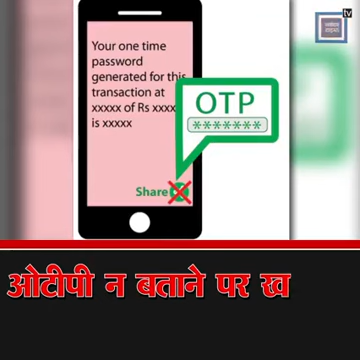 Your one time
password
generated for this
transaction at
xxxxx of Rs xxxx
is xxxxx
OTP
*******
Share
ओटीपी न बताने पर ख
tv